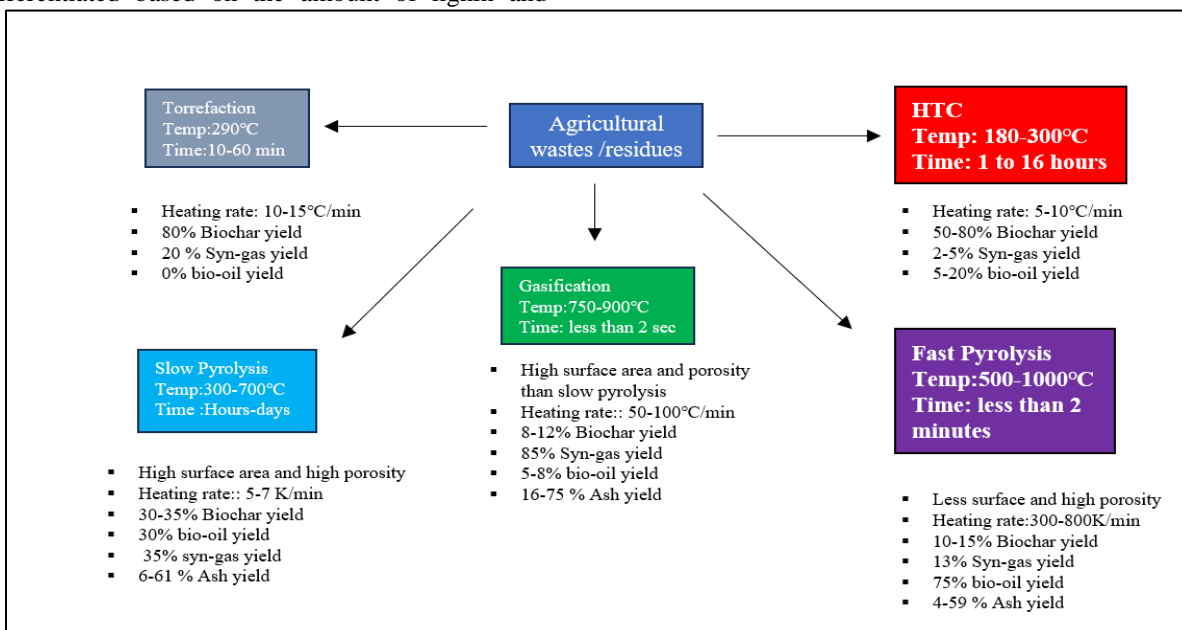 fferentiated based on the amount of lignin and
Torrefaction
Temp:290℃
Time:10-60 min
▪ Heating rate: 10-15℃/min
▪ 80% Biochar yield
▪ 20 % Syn-gas yield
▪ 0% bio-oil yield
Agricultural
wastes /residues
HTC
Temp: 180-300℃
Time: 1 to 16 hours
▪ Heating rate: 5-10℃/min
▪ 50-80% Biochar yield
▪ 2-5% Syn-gas yield
▪ 5-20% bio-oil yield
Slow Pyrolysis
Temp:300-700℃
Time :Hours-days
▪ High surface area and high porosity
▪ Heating rate:: 5-7 K/min
▪ 30-35% Biochar yield
▪ 30% bio-oil yield
▪ 35% syn-gas yield
▪ 6-61 % Ash yield
Gasification
Temp:750-900℃
Time: less than 2 sec
▪ High surface area and porosity
than slow pyrolysis
▪ Heating rate:: 50-100℃/min
▪ 8-12% Biochar yield
▪ 85% Syn-gas yield
▪ 5-8% bio-oil yield
▪ 16-75 % Ash yield
Fast Pyrolysis
Temp:500-1000℃
Time: less than 2
minutes
▪ Less surface and high porosity
▪ Heating rate:300-800K/min
▪ 10-15% Biochar yield
▪ 13% Syn-gas yield
▪ 75% bio-oil yield
▪ 4-59 % Ash yield